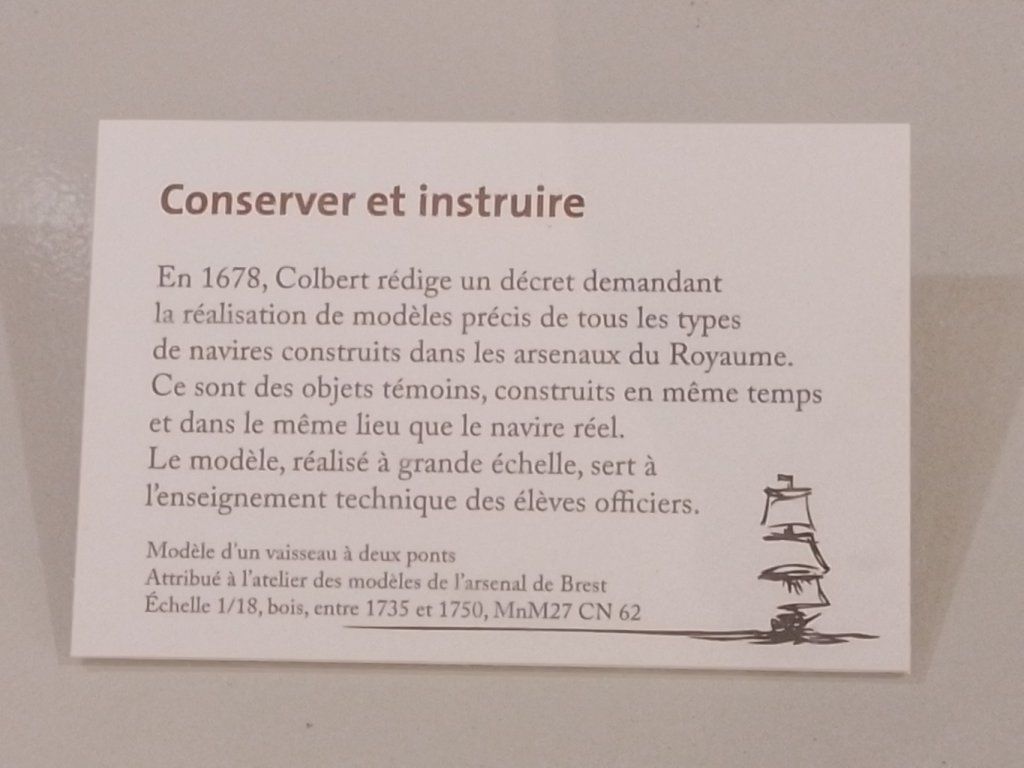 Conserver et instruire
En 1678, Colbert rédige un décret demandant
la réalisation de modèles précis de tous les types
de navires construits dans les arsenaux du Royaume.
Ce sont des objets témoins, construits en même temps
et dans le même lieu que le navire réel.
Le modèle, réalisé à grande échelle, sert à
l'enseignement technique des élèves officiers.
Modèle d'un vaisseau à deux ponts
Attribué à l'atelier des modèles de l'arsenal de Brest
Échelle 1/18, bois, entre 1735 et 1750, MnM27 CN 62